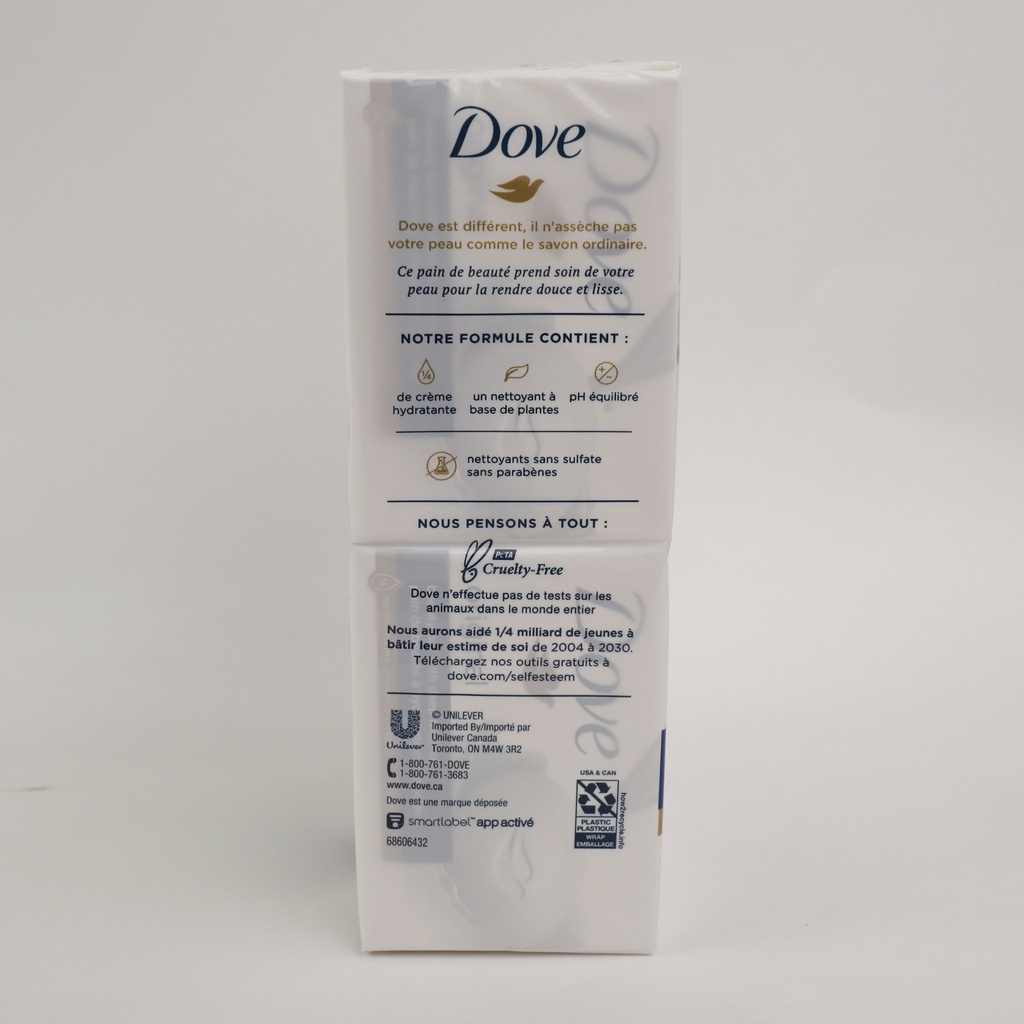 Dove
Dove est différent, il n'assèche pas
votre peau comme le savon ordinaire.
Ce pain de beauté prend soin de votre
peau pour la rendre douce et lisse.
NOTRE FORMULE CONTIENT :
1/4
de crème
hydratante
un nettoyant à
base de plantes
pH équilibré
nettoyants sans sulfate
sans parabènes
NOUS PENSONS À TOUT :
PETA
Cruelty-Free
Dove n'effectue pas de tests sur les
animaux dans le monde entier
Nous aurons aidé 1/4 milliard de jeunes à
bâtir leur estime de soi de 2004 à 2030.
Téléchargez nos outils gratuits à
dove.com/selfesteem
Unilever
© UNILEVER
Imported By/Importé par
Unilever Canada
Toronto, ON M4W 3R2
1-800-761-DOVE
1-800-761-3683
www.dove.ca
Dove est une marque déposée
smartlabel™ app activé
68606432
USA & CAN
PLASTIC
PLASTIQUE
WRAP
EMBALLAGE
how2recycle.info
Dove
Dove